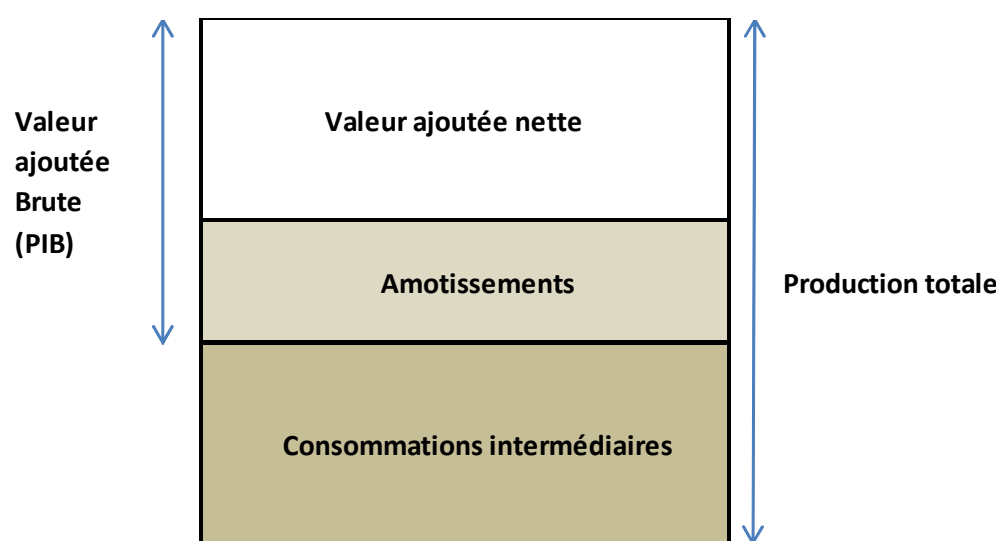 Valeur
ajoutée
Brute
(PIB)
Valeur ajoutée nette
Amotissements
Consommations intermédiaires
Production totale